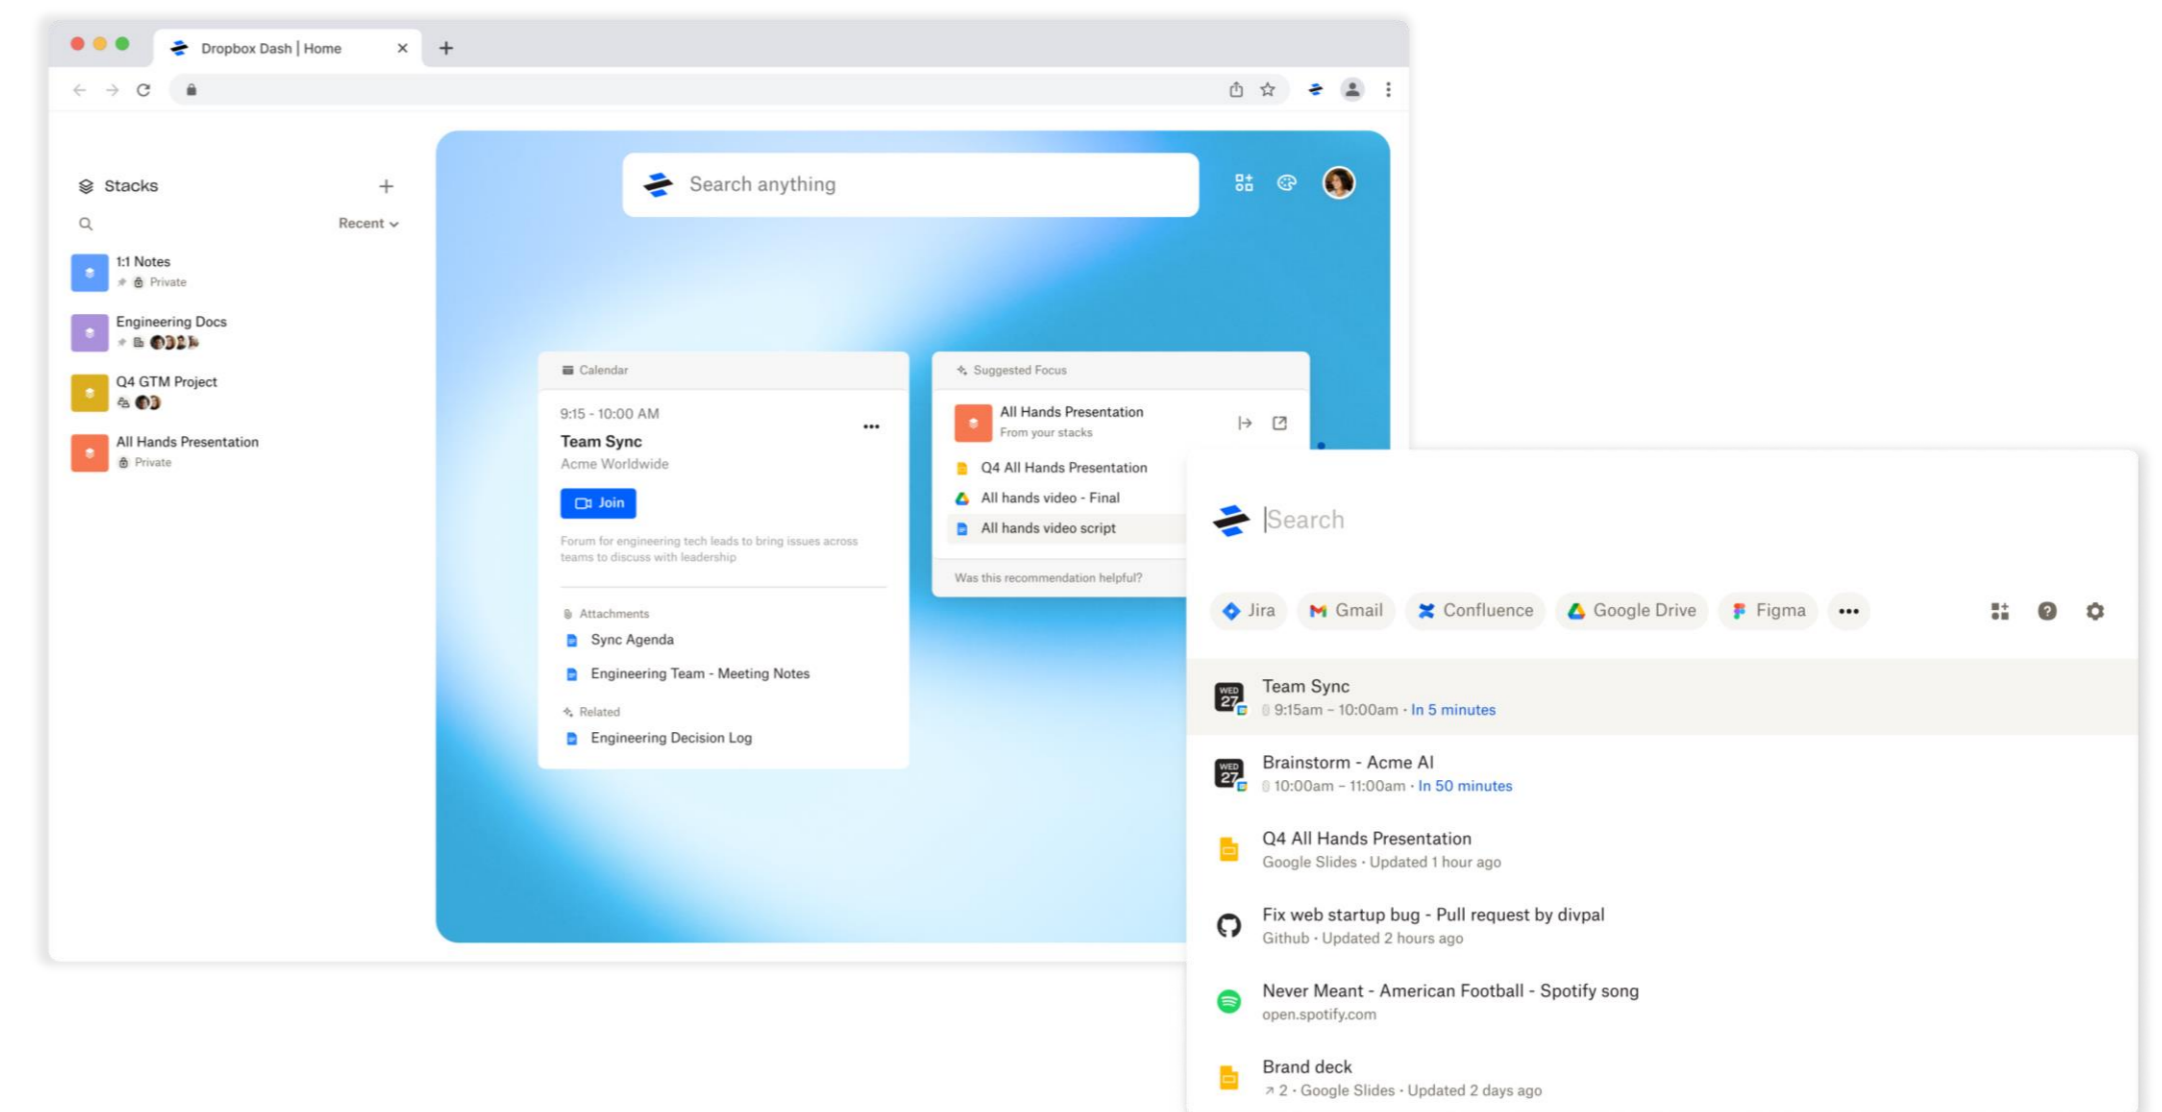 Dropbox Dash | Home
Stacks
Recent
1:1 Notes
Private
Engineering Docs
Q4 GTM Project
All Hands Presentation
Private
Search anything
Calendar
9:15 - 10:00 AM
Team Sync
Acme Worldwide
Join
Forum for engineering tech leads to bring issues across
teams to discuss with leadership
Attachments
Sync Agenda
Engineering Team - Meeting Notes
Related
Engineering Decision Log
Suggested Focus
All Hands Presentation
From your stacks
Q4 All Hands Presentation
All hands video - Final
All hands video script
Was this recommendation helpful?
Search
Jira Gmail Confluence Google Drive Figma
WED
27
Team Sync
9:15am – 10:00am · In 5 minutes
WED
27
Brainstorm - Acme AI
10:00am – 11:00am · In 50 minutes
Q4 All Hands Presentation
Google Slides · Updated 1 hour ago
Fix web startup bug - Pull request by divpal
Github · Updated 2 hours ago
Never Meant - American Football - Spotify song
open.spotify.com
Brand deck
2 · Google Slides · Updated 2 days ago